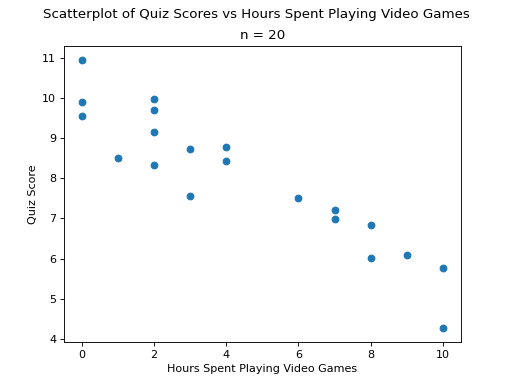 Scatterplot of Quiz Scores vs Hours Spent Playing Video Games
n = 20
11
10
9
8
7
6
5
4
Quiz Score
0 2 4 6 8 10
Hours Spent Playing Video Games